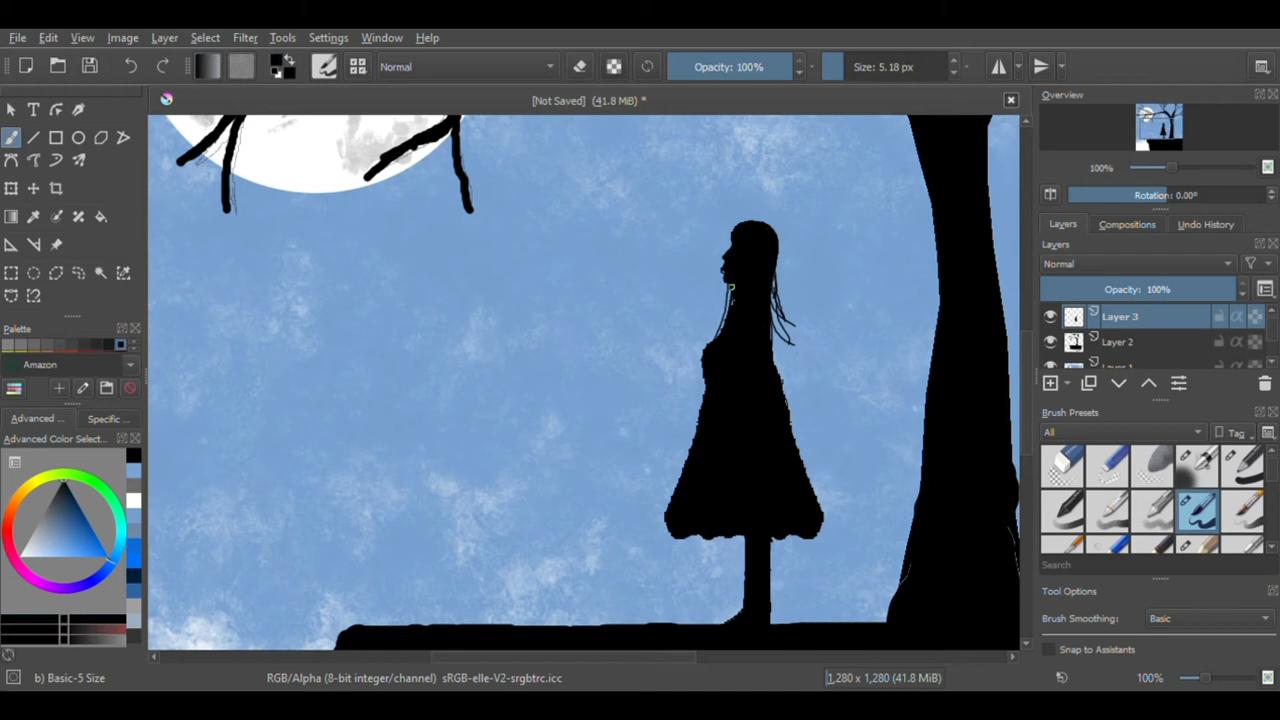 File Edit View Image Layer Select Filter Tools Settings Window Help
Normal Opacity: 100% Size: 5.18 px
[Not Saved] (41.8 MiB) *
Overview
100%
Rotation: 0.00°
Layers Compositions Undo History
Layers
Normal
Opacity: 100%
Layer 3
Layer 2
Layer 1
Palette
Amazon
Advanced ... Specific ...
Advanced Color Select...
Brush Presets
All Tag
Search
Tool Options
Brush Smoothing: Basic
Snap to Assistants
b) Basic-5 Size RGB/Alpha (8-bit integer/channel) sRGB-elle-V2-srgbtrc.icc 1,280 x 1,280 (41.8 MiB) 100%